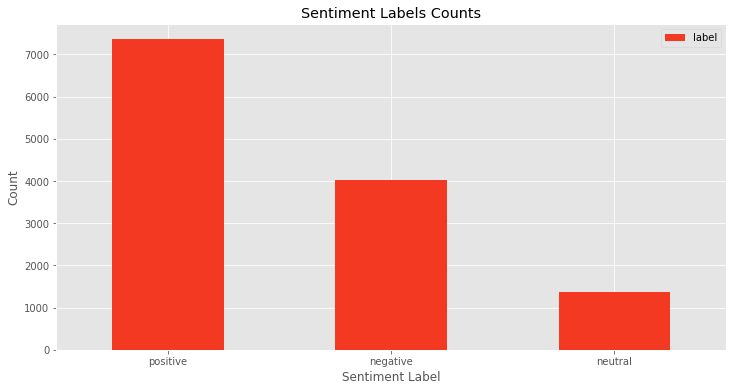 Sentiment Labels Counts
label
7000
6000
5000
4000
3000
2000
1000
0
Count
positive negative neutral
Sentiment Label